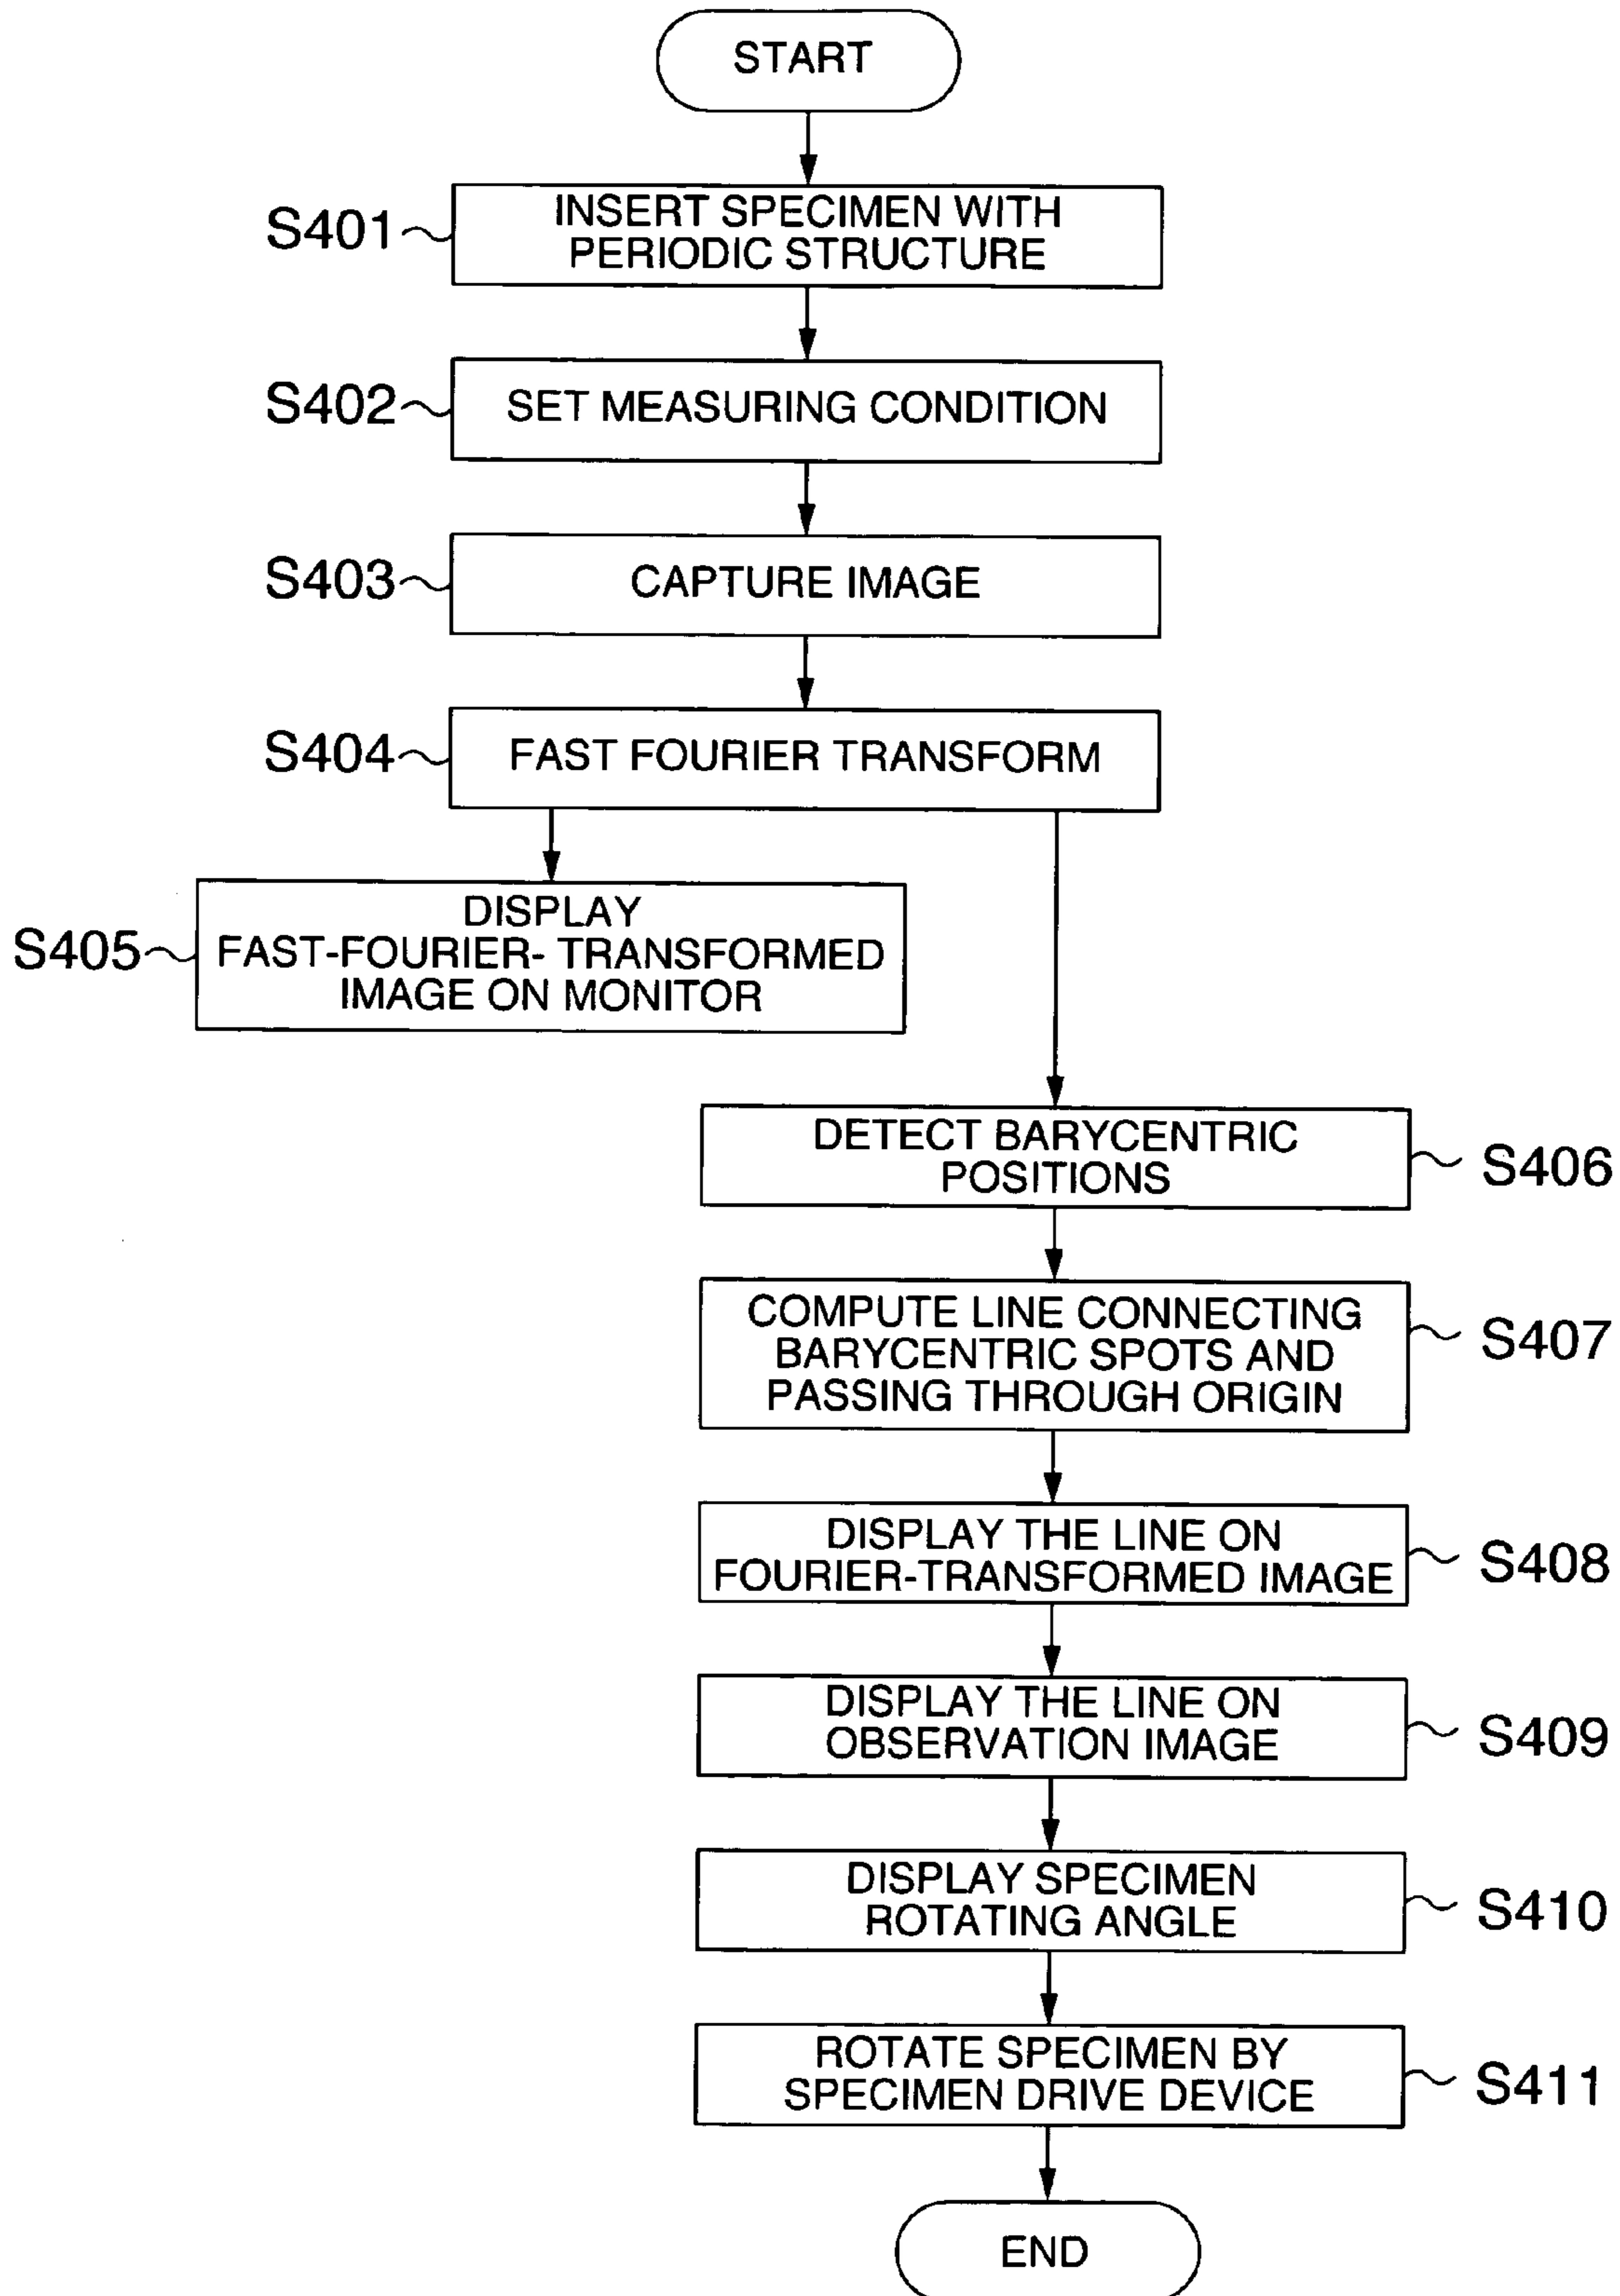 START
S401
INSERT SPECIMEN WITH
PERIODIC STRUCTURE
S402
SET MEASURING CONDITION
S403
CAPTURE IMAGE
S404
FAST FOURIER TRANSFORM
S405
DISPLAY
FAST-FOURIER- TRANSFORMED
IMAGE ON MONITOR
DETECT BARYCENTRIC
POSITIONS
S406
COMPUTE LINE CONNECTING
BARYCENTRIC SPOTS AND
PASSING THROUGH ORIGIN
S407
DISPLAY THE LINE ON
FOURIER-TRANSFORMED IMAGE
S408
DISPLAY THE LINE ON
OBSERVATION IMAGE
S409
DISPLAY SPECIMEN
ROTATING ANGLE
S410
ROTATE SPECIMEN BY
SPECIMEN DRIVE DEVICE
S411
END